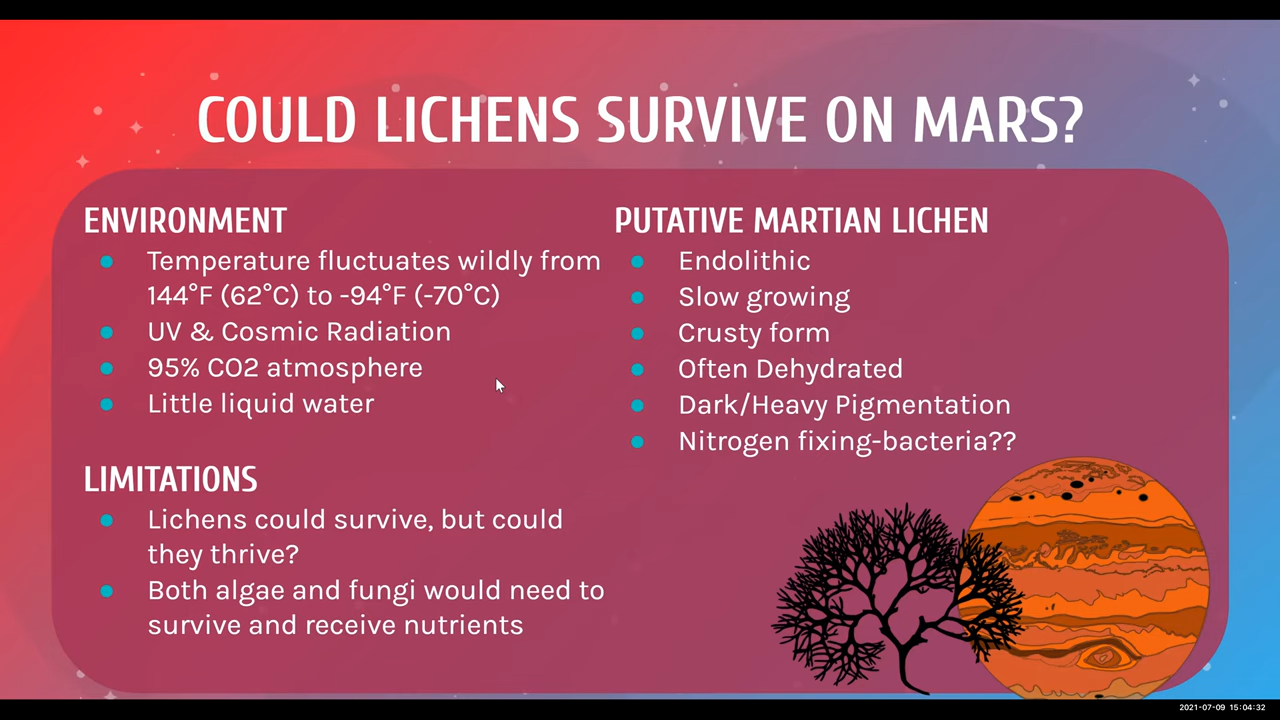 COULD LICHENS SURVIVE ON MARS?
ENVIRONMENT
Temperature fluctuates wildly from
144°F (62°C) to -94°F (-70°C)
UV & Cosmic Radiation
95% CO2 atmosphere
Little liquid water
LIMITATIONS
Lichens could survive, but could
they thrive?
Both algae and fungi would need to
survive and receive nutrients
PUTATIVE MARTIAN LICHEN
Endolithic
Slow growing
Crusty form
Often Dehydrated
Dark/Heavy Pigmentation
Nitrogen fixing-bacteria??
2021-07-09 15:04:32